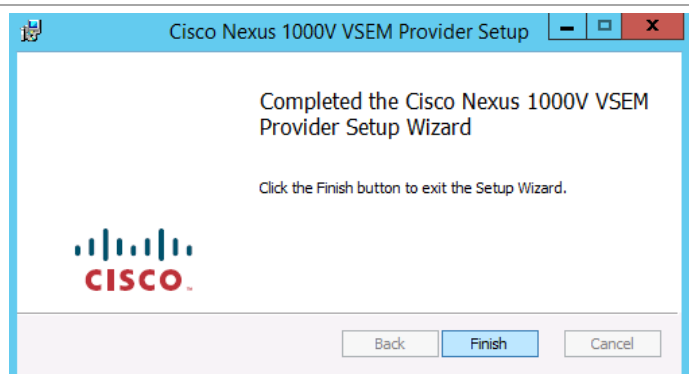 Cisco Nexus 1000V VSEM Provider Setup
Completed the Cisco Nexus 1000V VSEM
Provider Setup Wizard
Click the Finish button to exit the Setup Wizard.
CISCO
Back
Finish
Cancel